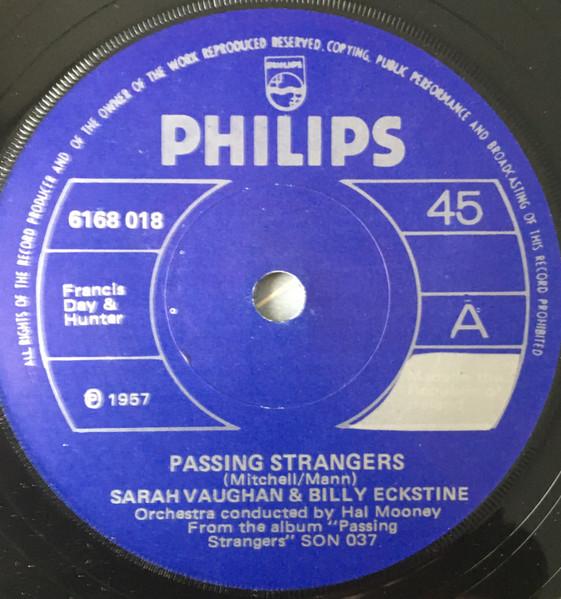 ALL RIGHTS OF THE RECORD PRODUCER AND OF THE OWNER OF THE WORK REPRODUCED RESERVED. COPYING, PUBLIC PERFORMANCE AND BROADCASTING OF THIS RECORD PROHIBITED
PHILIPS
PHILIPS
6168 018
45
Francis
Day &
Hunter
A
℗ 1957
PASSING STRANGERS
(Mitchell/Mann)
SARAH VAUGHAN & BILLY ECKSTINE
Orchestra conducted by Hal Mooney
From the album "Passing
Strangers" SON 037